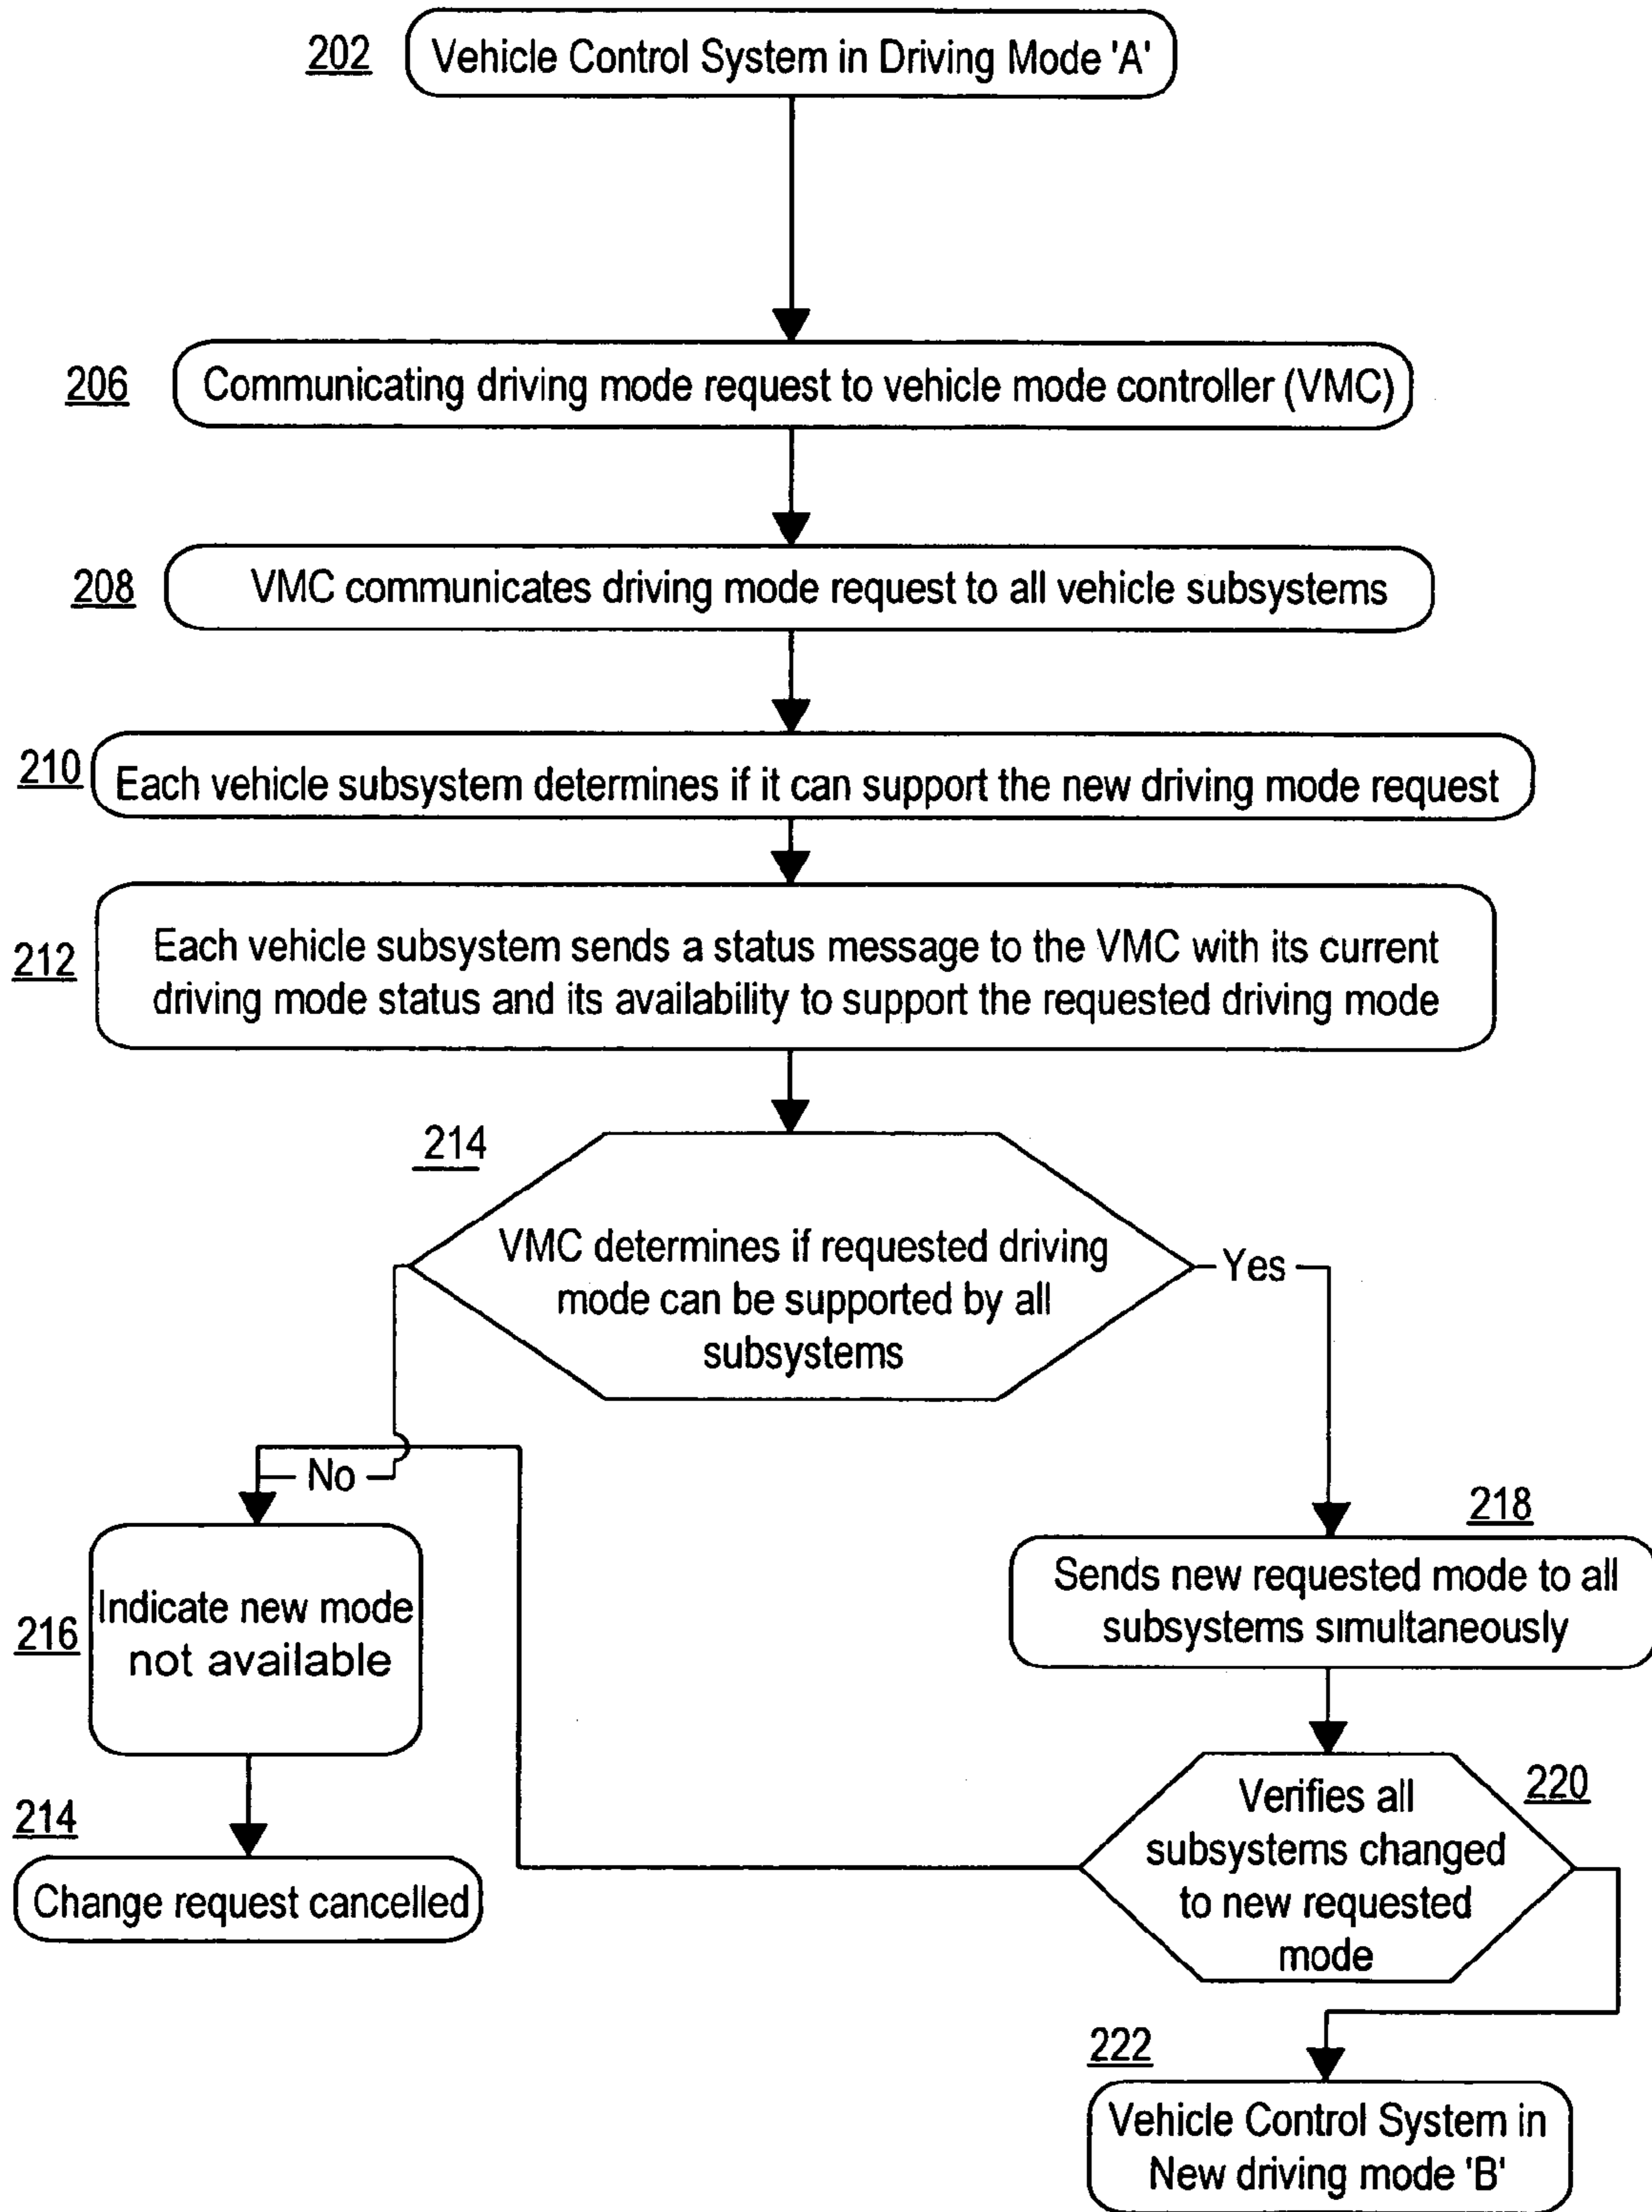 202
Vehicle Control System in Driving Mode 'A'
206
Communicating driving mode request to vehicle mode controller (VMC)
208
VMC communicates driving mode request to all vehicle subsystems
210
Each vehicle subsystem determines if it can support the new driving mode request
212
Each vehicle subsystem sends a status message to the VMC with its current
driving mode status and its availability to support the requested driving mode
214
VMC determines if requested driving
mode can be supported by all
subsystems
Yes
No
218
Sends new requested mode to all
subsystems simultaneously
216
Indicate new mode
not available
220
Verifies all
subsystems changed
to new requested
mode
214
Change request cancelled
222
Vehicle Control System in
New driving mode 'B'